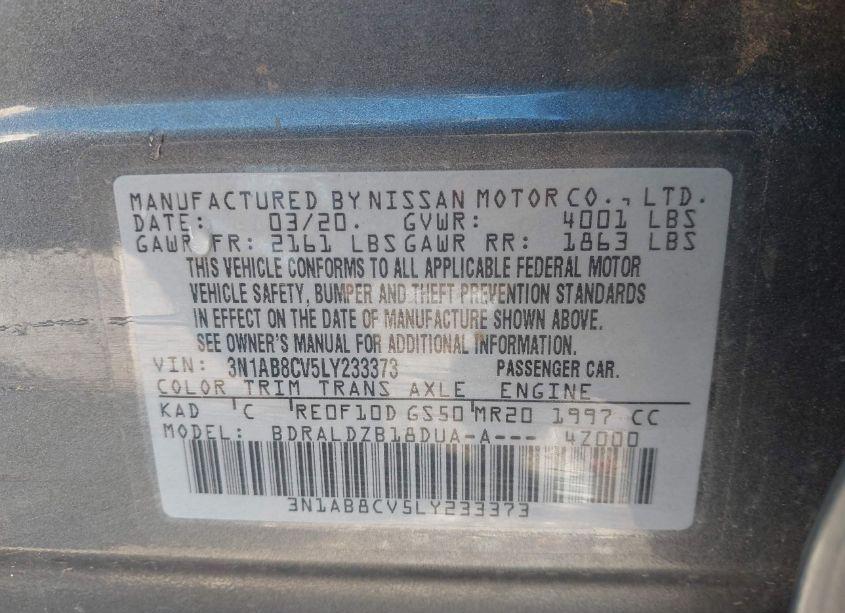 MANUFACTURED BY NISSAN MOTOR CO., LTD.
DATE: 03/20. GVWR: 4001 LBS
GAWR FR: 2161 LBS GAWR RR: 1863 LBS
THIS VEHICLE CONFORMS TO ALL APPLICABLE FEDERAL MOTOR
VEHICLE SAFETY, BUMPER AND THEFT PREVENTION STANDARDS
IN EFFECT ON THE DATE OF MANUFACTURE SHOWN ABOVE.
SEE OWNER'S MANUAL FOR ADDITIONAL INFORMATION.
VIN: 3N1AB8CV5LY233373 PASSENGER CAR.
COLOR TRIM TRANS AXLE ENGINE
KAD C RE0F10D GS50 MR20 1997 CC
MODEL: BDRALDZB18DUA-A--- 4Z000
3N1AB8CV5LY233373